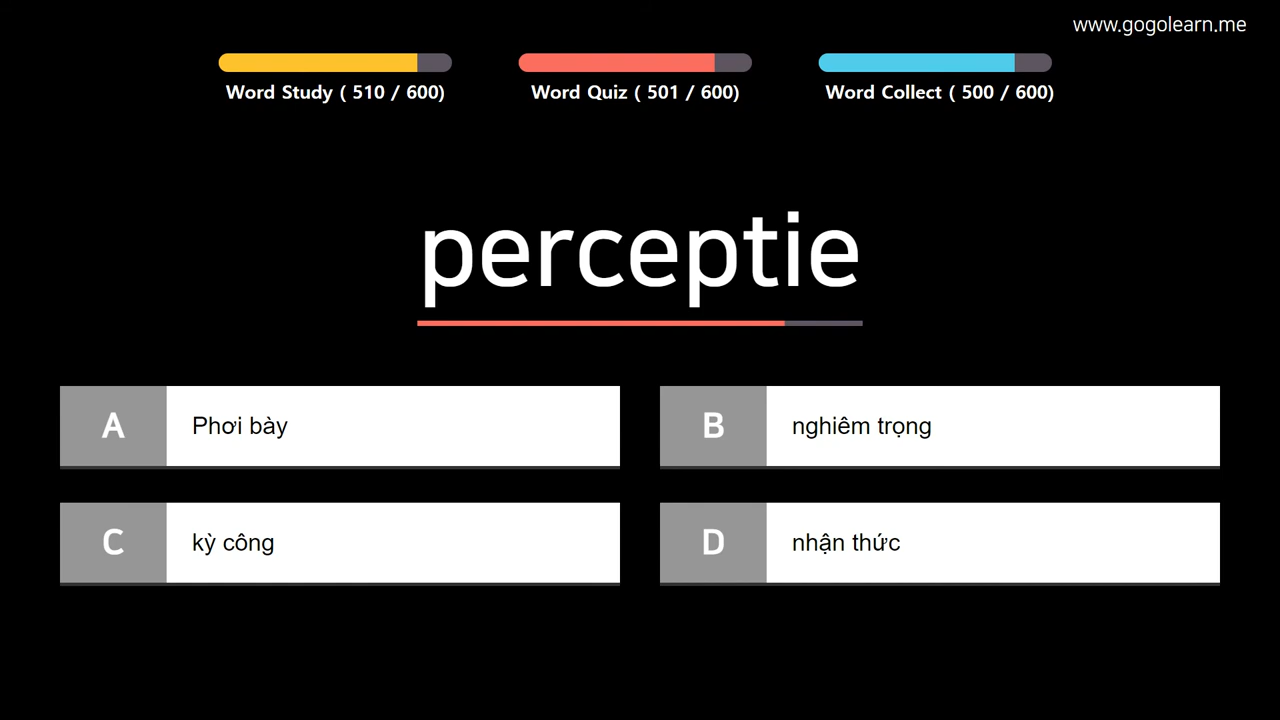 www.gogolearn.me
Word Study ( 510 / 600)
Word Quiz ( 501 / 600)
Word Collect ( 500 / 600)
perceptie
A
Phơi bày
B
nghiêm trọng
C
kỳ công
D
nhận thức